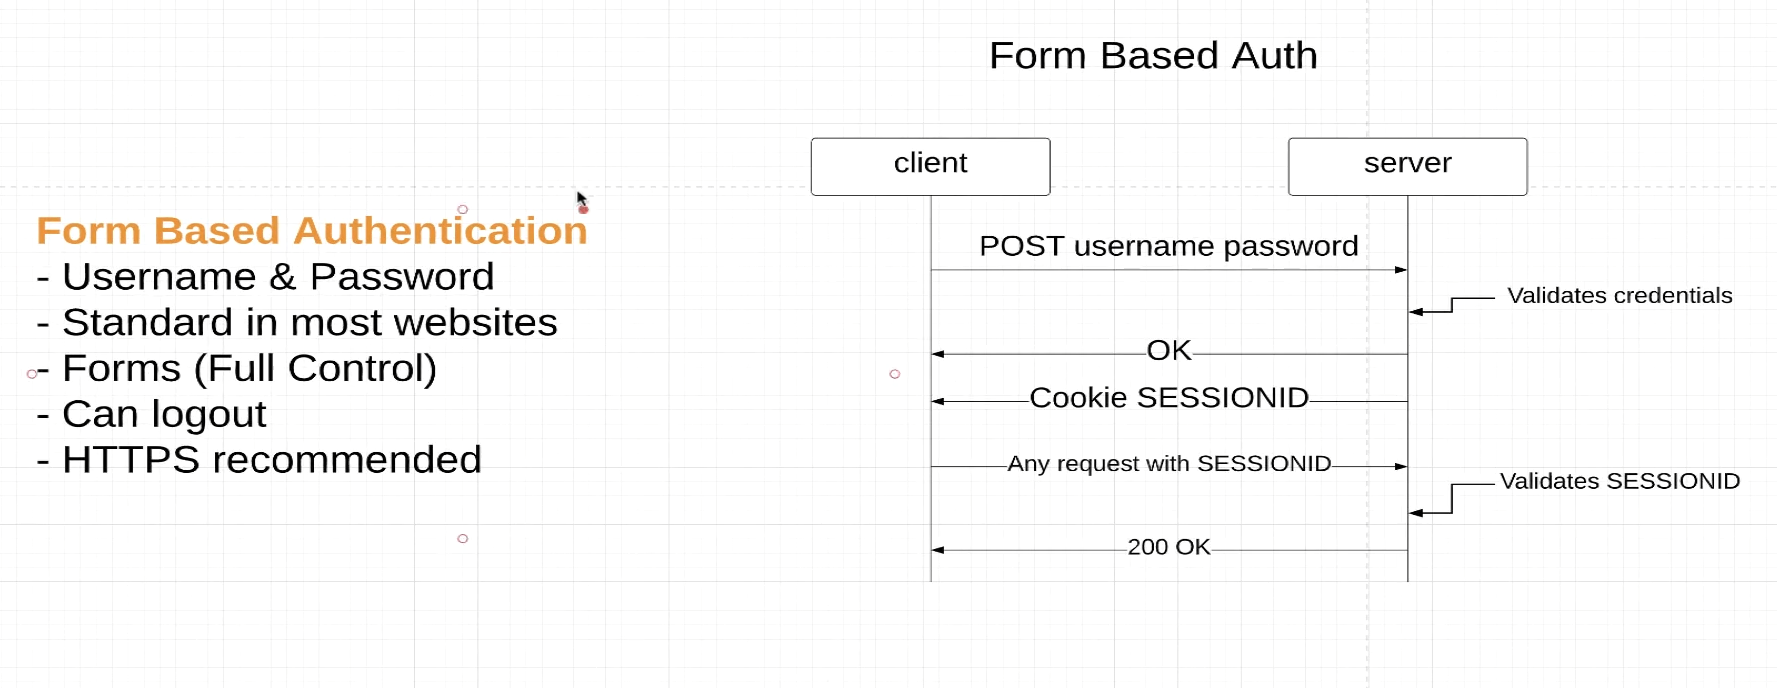 Form Based Auth
client
server
Form Based Authentication
- Username & Password
- Standard in most websites
- Forms (Full Control)
- Can logout
- HTTPS recommended
POST username password
Validates credentials
OK
Cookie SESSIONID
Any request with SESSIONID
Validates SESSIONID
200 OK